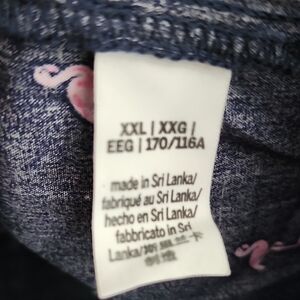 XXL | XXG |
EEG | 170/116A
made in Sri Lanka/
fabriqué au Sri Lanka/
hecho en Sri Lanka/
fabbricato in Sri
Lanka/